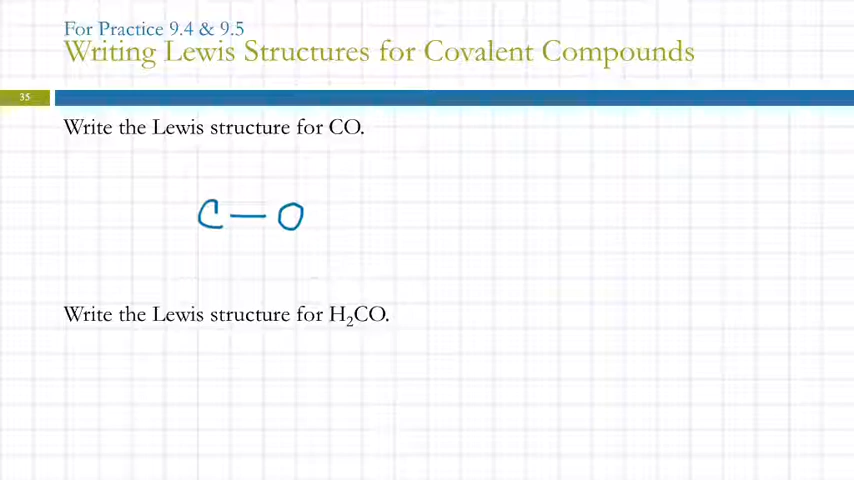 For Practice 9.4 & 9.5
Writing Lewis Structures for Covalent Compounds
35
Write the Lewis structure for CO.
C — O
Write the Lewis structure for H₂CO.